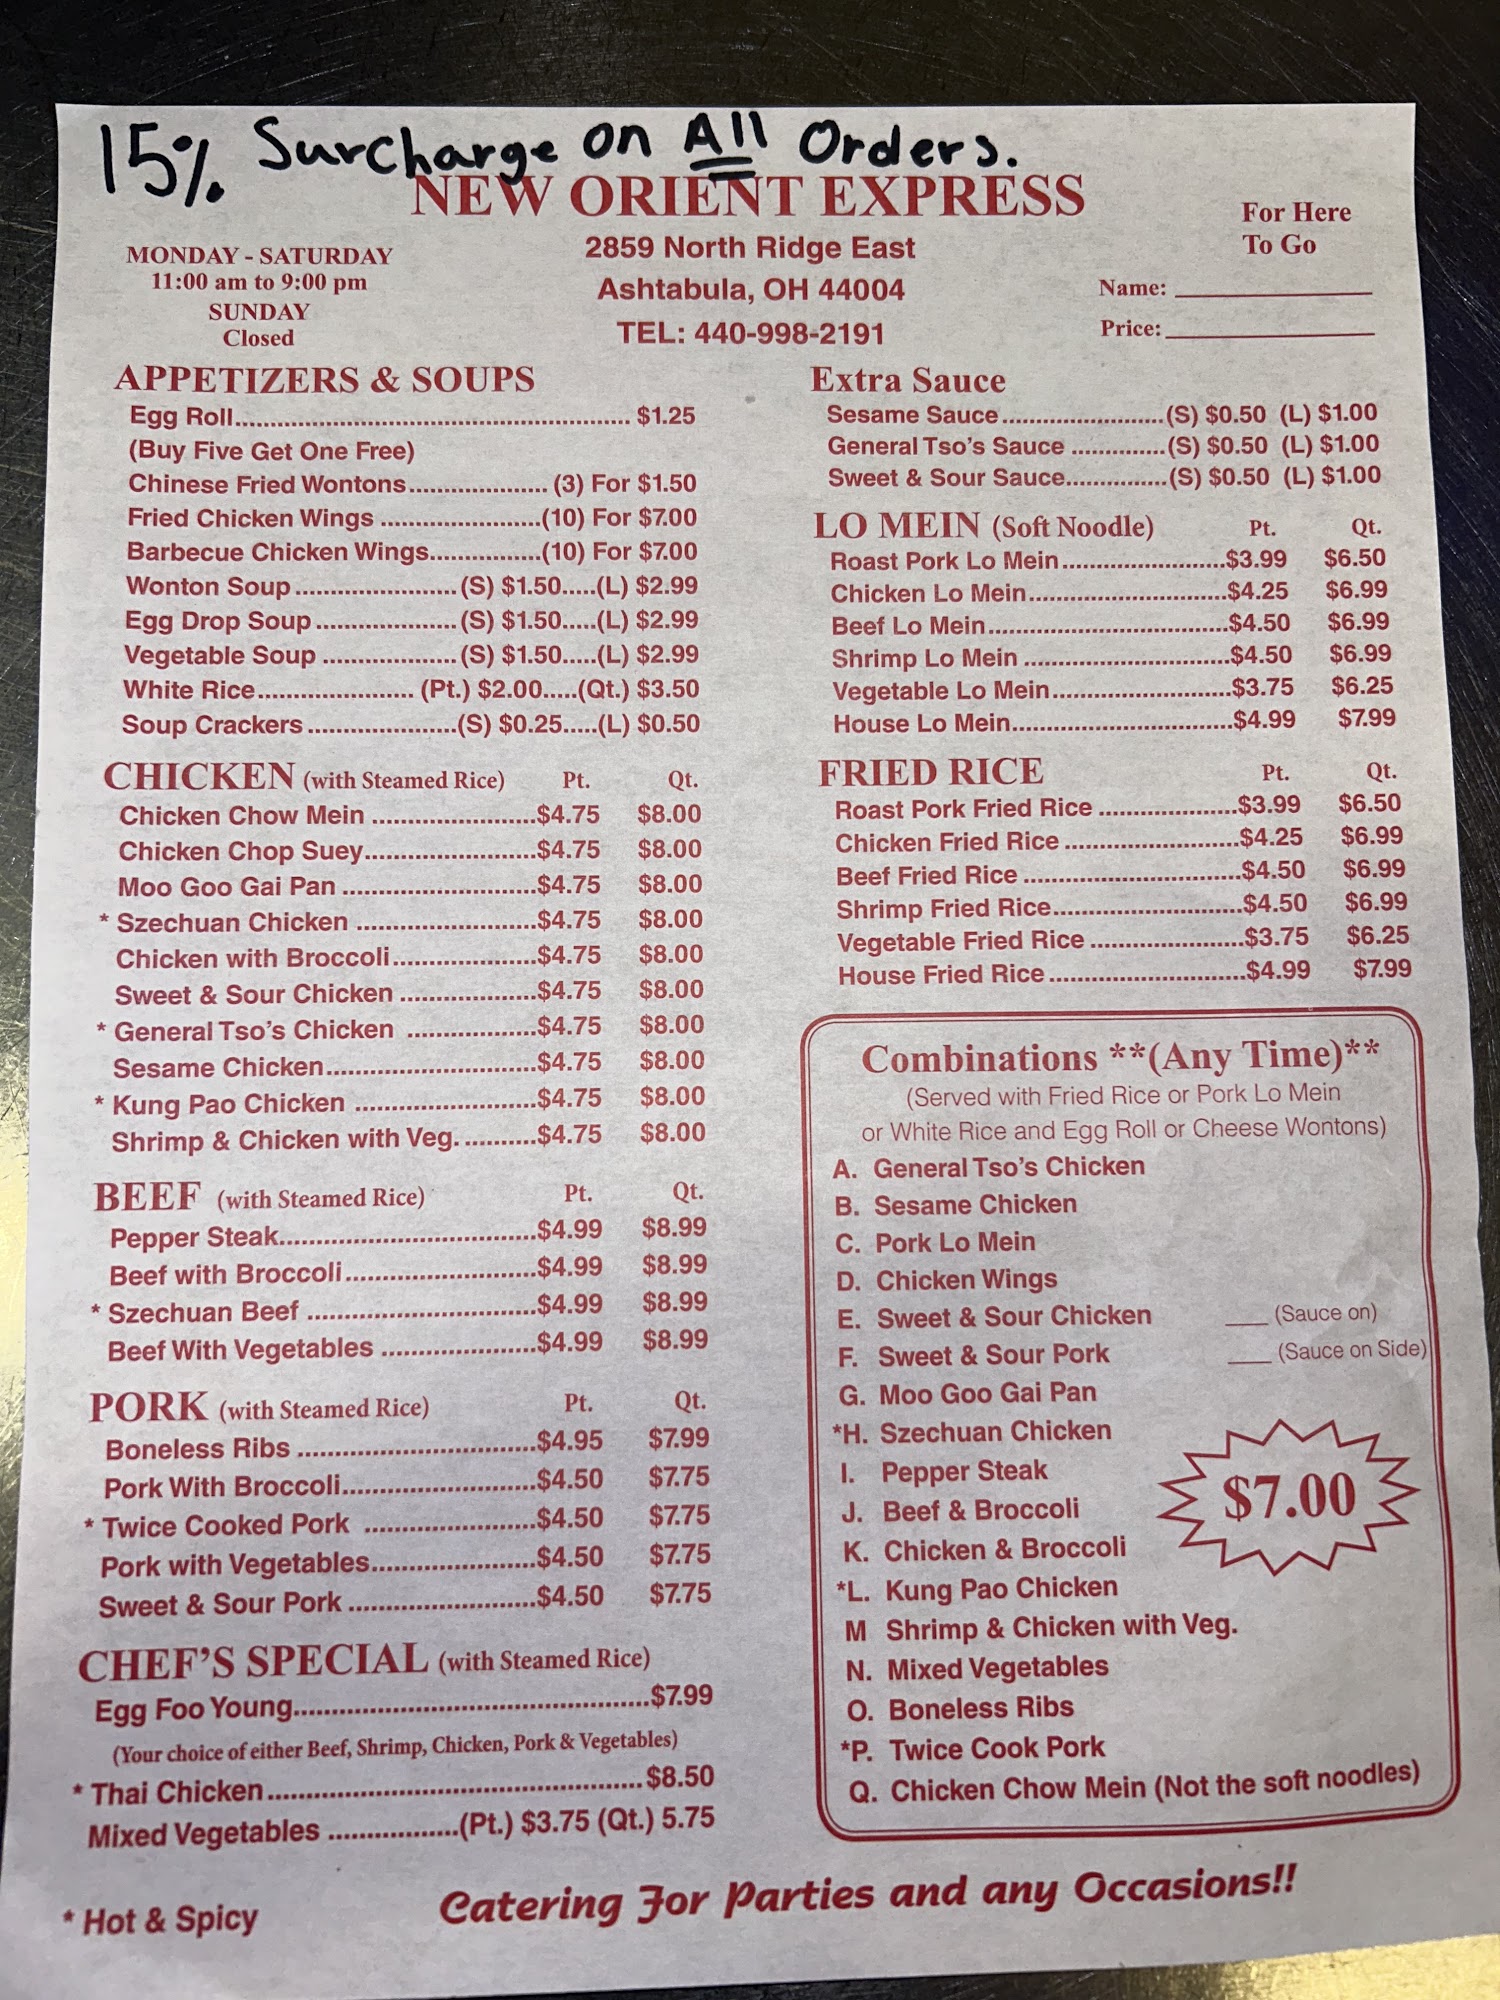 15% Surcharge on All Orders.
NEW ORIENT EXPRESS
2859 North Ridge East
Ashtabula, OH 44004
TEL: 440-998-2191
MONDAY - SATURDAY
11:00 am to 9:00 pm
SUNDAY
Closed
For Here
To Go
Name: ____________
Price: ____________
APPETIZERS & SOUPS
Egg Roll.......... $1.25
(Buy Five Get One Free)
Chinese Fried Wontons.......... (3) For $1.50
Fried Chicken Wings ..........(10) For $7.00
Barbecue Chicken Wings..........(10) For $7.00
Wonton Soup ..........(S) $1.50.....(L) $2.99
Egg Drop Soup ..........(S) $1.50.....(L) $2.99
Vegetable Soup ..........(S) $1.50.....(L) $2.99
White Rice.......... (Pt.) $2.00.....(Qt.) $3.50
Soup Crackers ..........(S) $0.25.....(L) $0.50
CHICKEN (with Steamed Rice) Pt. Qt.
Chicken Chow Mein ..........$4.75 $8.00
Chicken Chop Suey..........$4.75 $8.00
Moo Goo Gai Pan ..........$4.75 $8.00
* Szechuan Chicken ..........$4.75 $8.00
Chicken with Broccoli..........$4.75 $8.00
Sweet & Sour Chicken ..........$4.75 $8.00
* General Tso's Chicken ..........$4.75 $8.00
Sesame Chicken..........$4.75 $8.00
* Kung Pao Chicken ..........$4.75 $8.00
Shrimp & Chicken with Veg. ..........$4.75 $8.00
BEEF (with Steamed Rice) Pt. Qt.
Pepper Steak..........$4.99 $8.99
Beef with Broccoli..........$4.99 $8.99
* Szechuan Beef ..........$4.99 $8.99
Beef With Vegetables ..........$4.99 $8.99
PORK (with Steamed Rice) Pt. Qt.
Boneless Ribs ..........$4.95 $7.99
Pork With Broccoli..........$4.50 $7.75
* Twice Cooked Pork ..........$4.50 $7.75
Pork with Vegetables..........$4.50 $7.75
Sweet & Sour Pork ..........$4.50 $7.75
CHEF'S SPECIAL (with Steamed Rice)
Egg Foo Young..........$7.99
(Your choice of either Beef, Shrimp, Chicken, Pork & Vegetables)
* Thai Chicken..........$8.50
Mixed Vegetables ..........(Pt.) $3.75 (Qt.) 5.75
* Hot & Spicy
Extra Sauce
Sesame Sauce..........(S) $0.50 (L) $1.00
General Tso's Sauce ..........(S) $0.50 (L) $1.00
Sweet & Sour Sauce..........(S) $0.50 (L) $1.00
LO MEIN (Soft Noodle) Pt. Qt.
Roast Pork Lo Mein..........$3.99 $6.50
Chicken Lo Mein..........$4.25 $6.99
Beef Lo Mein..........$4.50 $6.99
Shrimp Lo Mein ..........$4.50 $6.99
Vegetable Lo Mein..........$3.75 $6.25
House Lo Mein..........$4.99 $7.99
FRIED RICE Pt. Qt.
Roast Pork Fried Rice ..........$3.99 $6.50
Chicken Fried Rice ..........$4.25 $6.99
Beef Fried Rice ..........$4.50 $6.99
Shrimp Fried Rice..........$4.50 $6.99
Vegetable Fried Rice ..........$3.75 $6.25
House Fried Rice ..........$4.99 $7.99
Combinations **(Any Time)**
(Served with Fried Rice or Pork Lo Mein
or White Rice and Egg Roll or Cheese Wontons)
A. General Tso's Chicken
B. Sesame Chicken
C. Pork Lo Mein
D. Chicken Wings
E. Sweet & Sour Chicken ___ (Sauce on)
F. Sweet & Sour Pork ___ (Sauce on Side)
G. Moo Goo Gai Pan
*H. Szechuan Chicken
I. Pepper Steak
$7.00
J. Beef & Broccoli
K. Chicken & Broccoli
*L. Kung Pao Chicken
M Shrimp & Chicken with Veg.
N. Mixed Vegetables
O. Boneless Ribs
*P. Twice Cook Pork
Q. Chicken Chow Mein (Not the soft noodles)
Catering For Parties and any Occasions!!